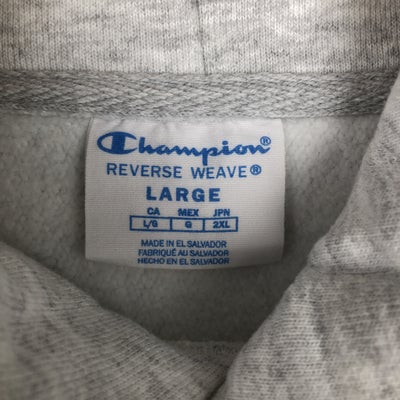 Champion®
REVERSE WEAVE®
LARGE
CA MEX JPN
L/G G 2XL
MADE IN EL SALVADOR
FABRIQUÉ AU SALVADOR
HECHO EN EL SALVADOR